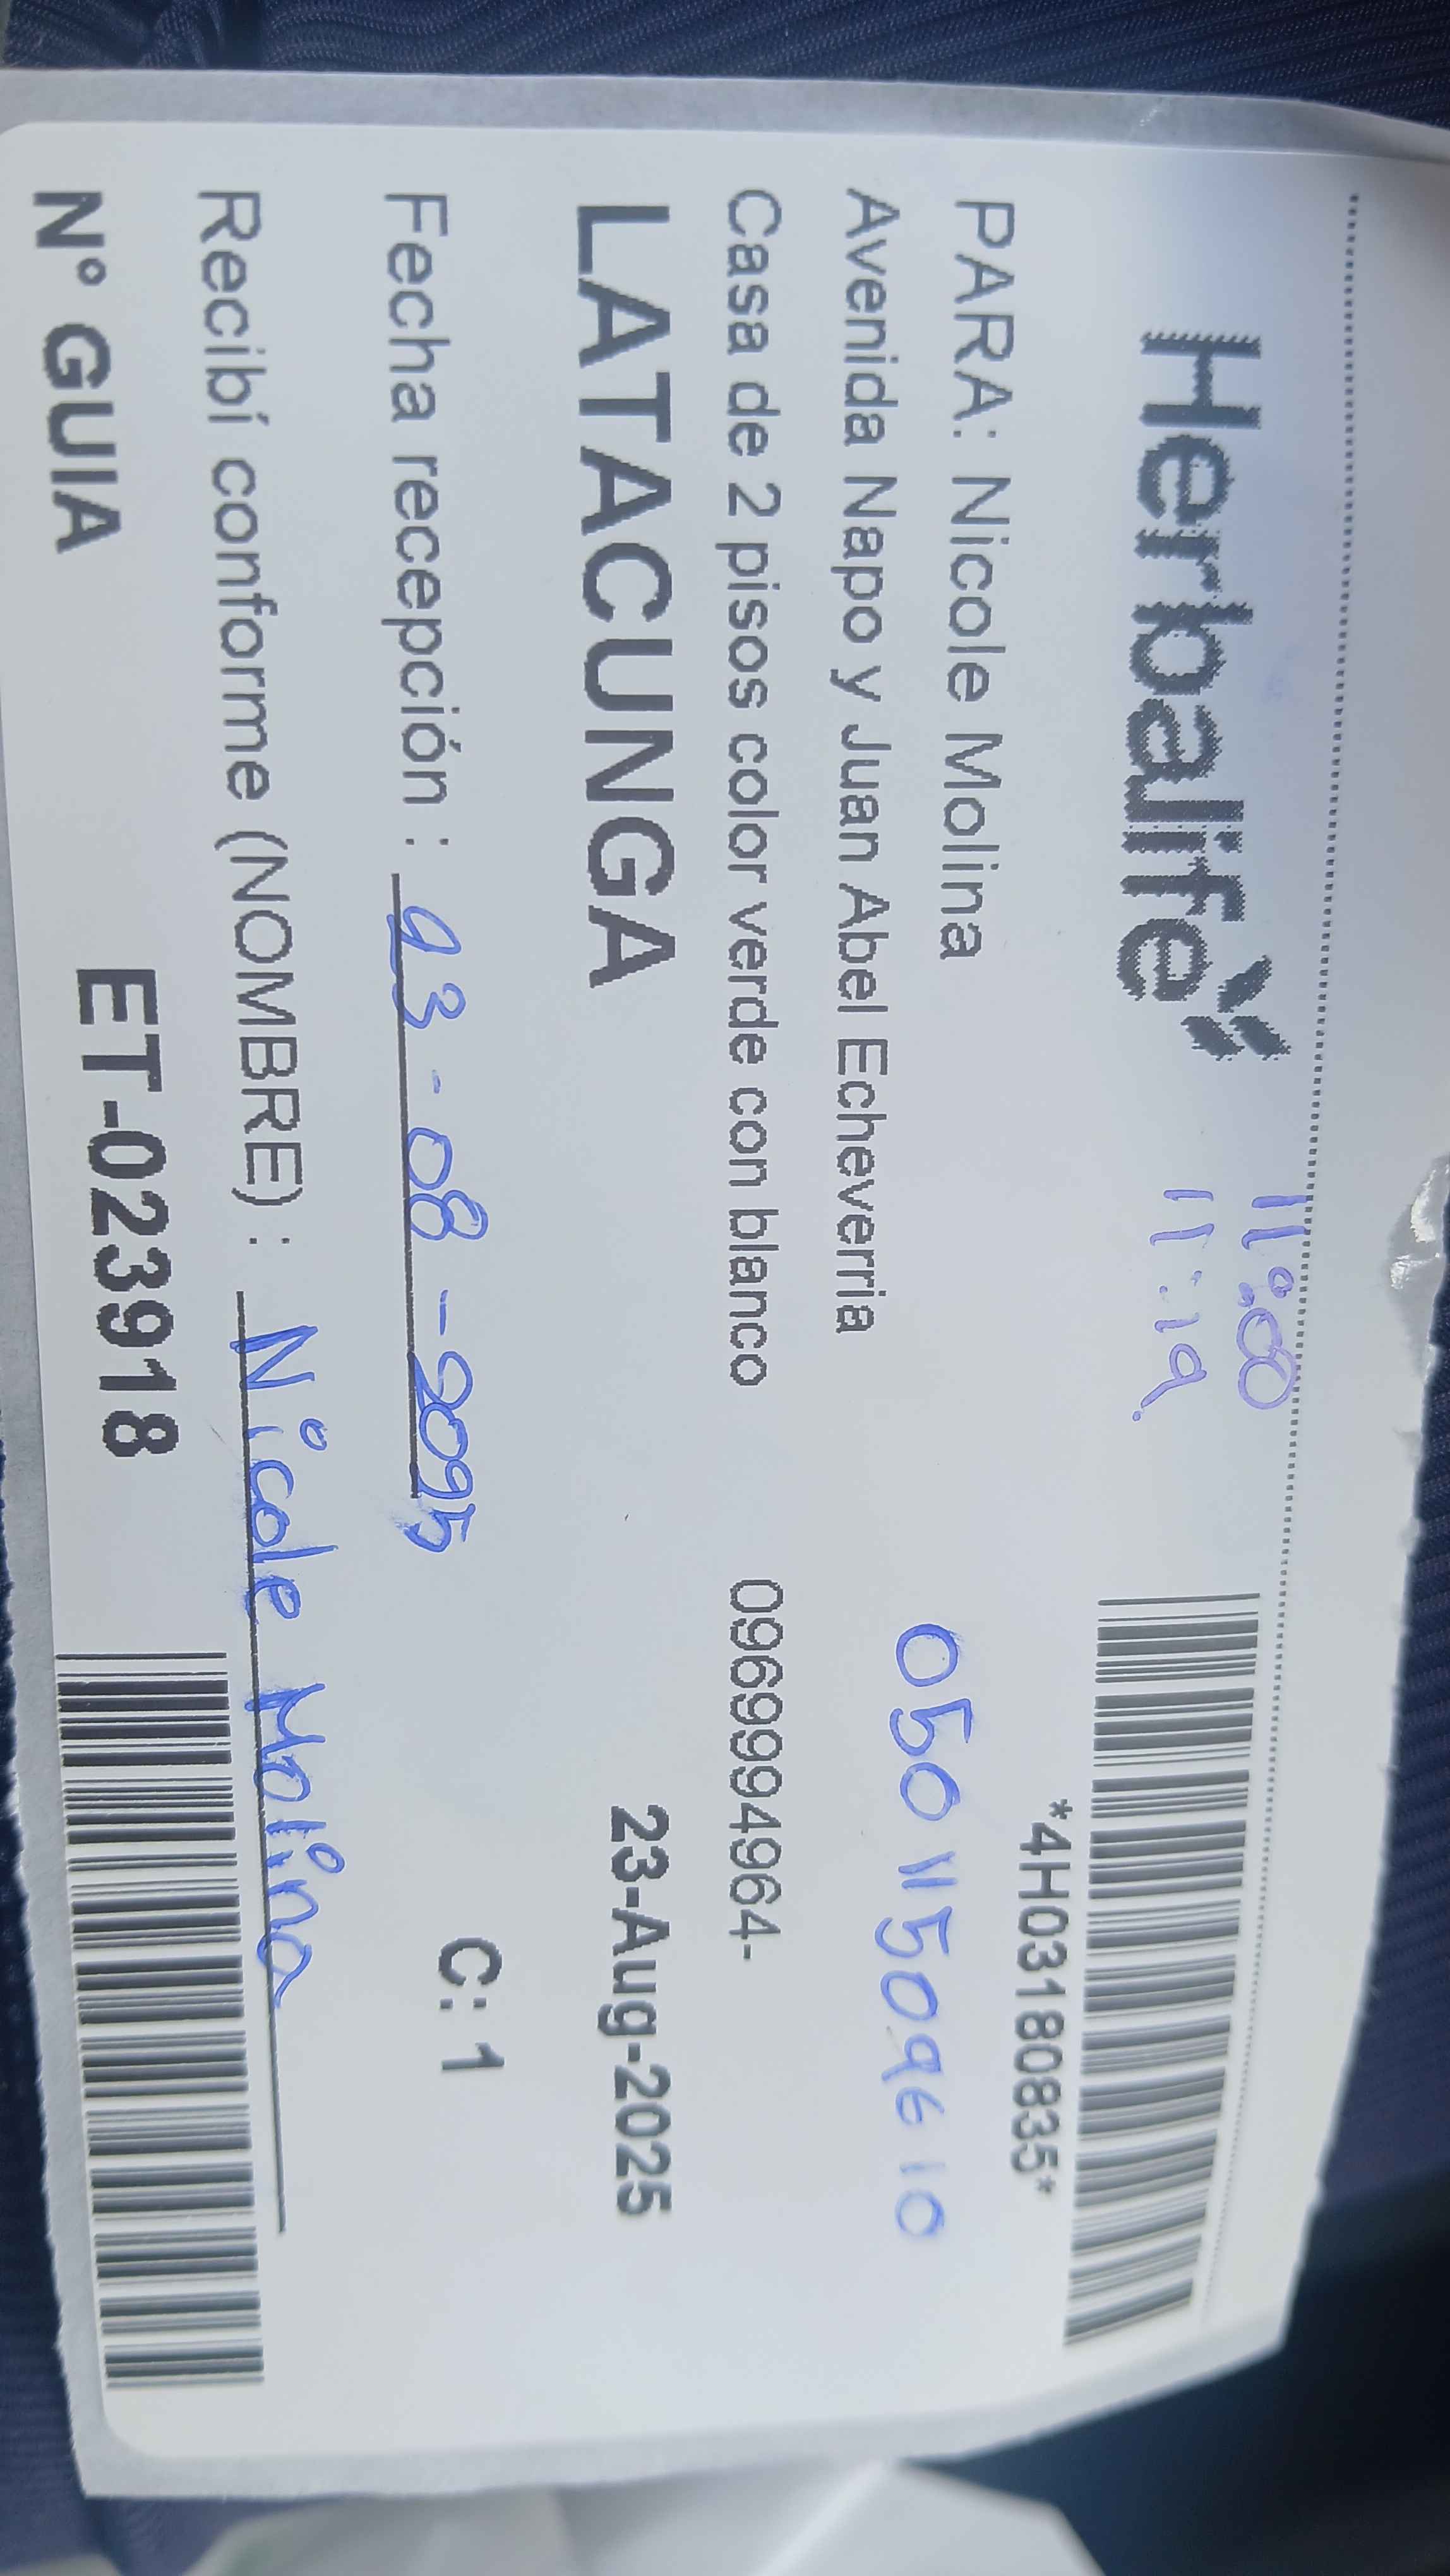 Herbalife
11:00
11:19
*4H03180835*
PARA: Nicole Molina
0501150961 0
Avenida Napo y Juan Abel Echeverria
Casa de 2 pisos color verde con blanco 0969994964-
LATACUNGA 23-Aug-2025
Fecha recepción : 23-08-2025
C: 1
Recibí conforme (NOMBRE) : Nicole Molina
N° GUIA ET-023918